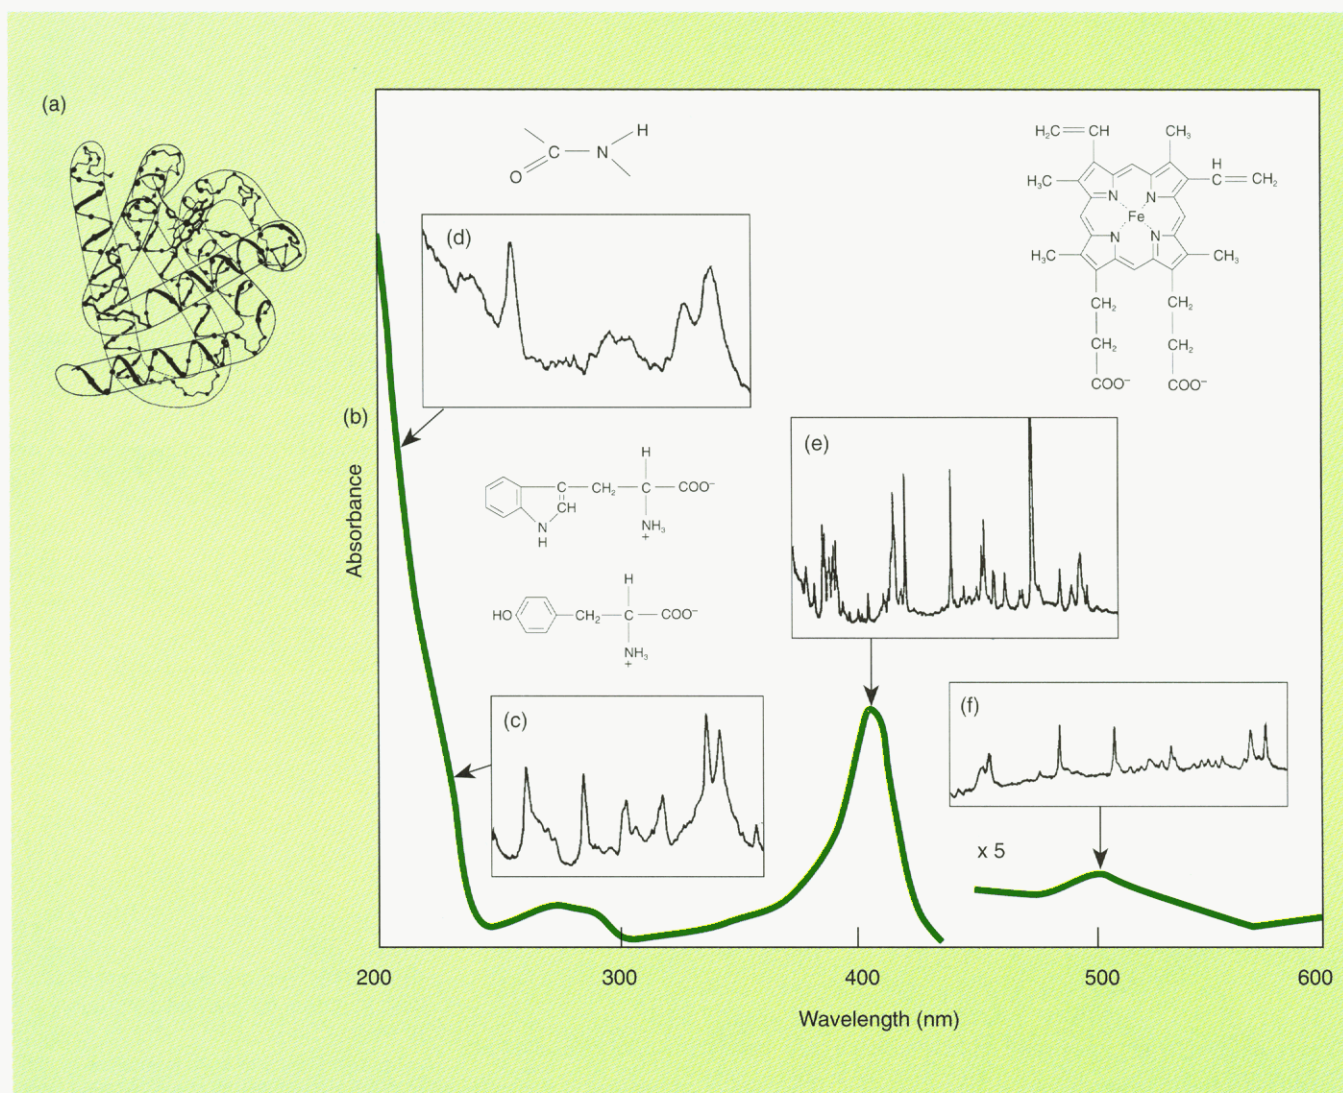 (a)
H
C
N
O
H₂C
CH
CH₃
H
H₃C
C
CH₂
N
N
Fe
N
N
H₃C
CH₃
CH₂
CH₂
CH₂
CH₂
COO⁻
COO⁻
(d)
(b)
Absorbance
H
C
CH₂
C
COO⁻
CH
N
H
NH₃
+
H
HO
CH₂
C
COO⁻
NH₃
+
(e)
(c)
(f)
x 5
200
300
400
500
600
Wavelength (nm)